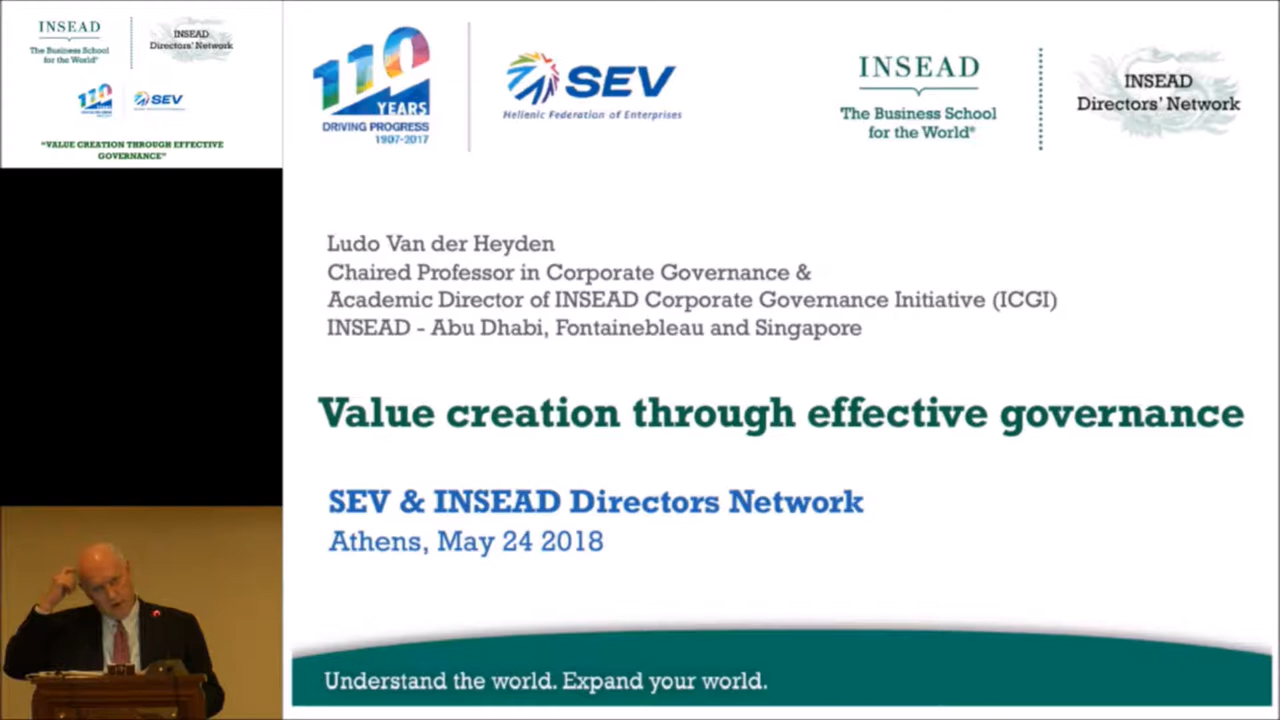 INSEAD
The Business School
for the World®
INSEAD
Directors' Network
110
YEARS
SEV
"VALUE CREATION THROUGH EFFECTIVE
GOVERNANCE"
110
YEARS
DRIVING PROGRESS
1907-2017
SEV
Hellenic Federation of Enterprises
INSEAD
The Business School
for the World®
INSEAD
Directors' Network
Ludo Van der Heyden
Chaired Professor in Corporate Governance &
Academic Director of INSEAD Corporate Governance Initiative (ICGI)
INSEAD - Abu Dhabi, Fontainebleau and Singapore
Value creation through effective governance
SEV & INSEAD Directors Network
Athens, May 24 2018
Understand the world. Expand your world.